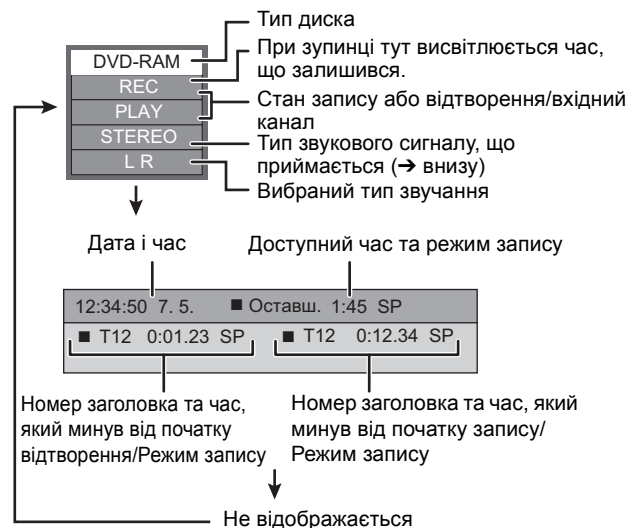 DVD-RAM
REC
PLAY
STEREO
L R
Тип диска
При зупинці тут висвітлюється час,
що залишився.
Стан запису або відтворення/вхідний
канал
Тип звукового сигналу, що
приймається (➔ внизу)
Вибраний тип звучання
Дата і час
Доступний час та режим запису
12:34:50 7. 5. ■ Оставш. 1:45 SP
■ T12 0:01.23 SP ■ T12 0:12.34 SP
Номер заголовка та час,
який минув від початку
відтворення/Режим запису
Номер заголовка та час, який
минув від початку запису/
Режим запису
Не відображається